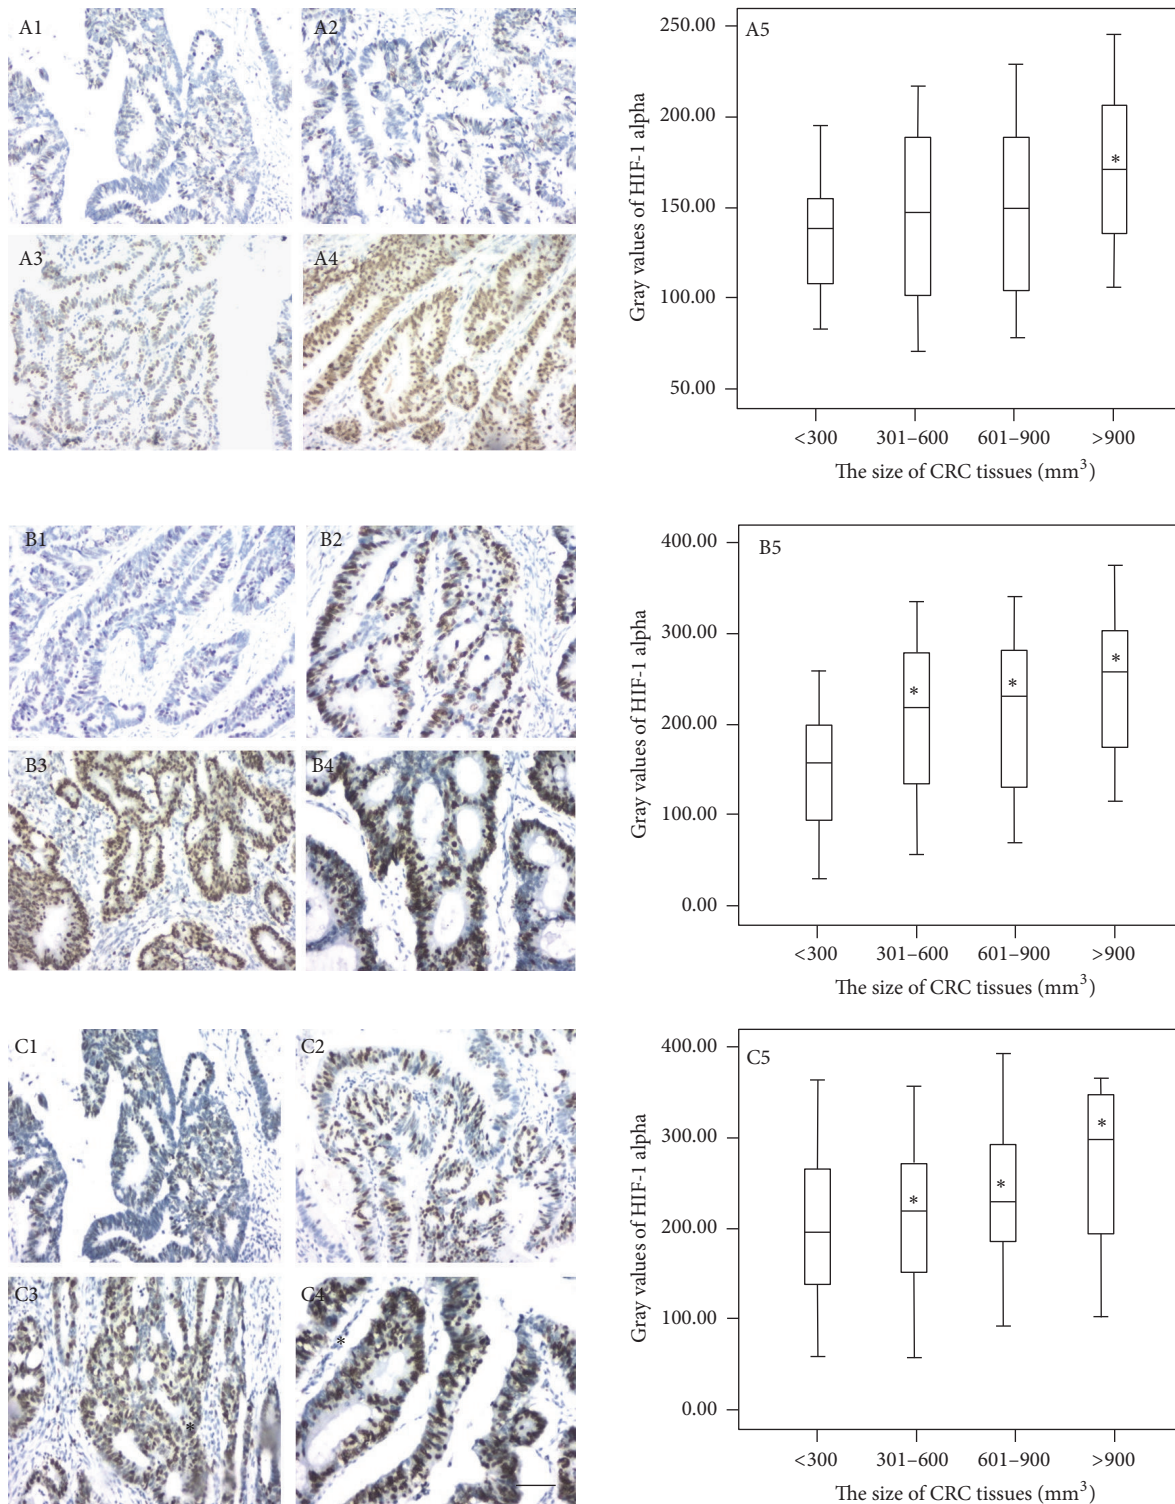 A1
A2
A3
A4
A5
250.00
200.00
150.00
100.00
50.00
Gray values of HIF-1 alpha
<300
301–600
601–900
>900
*
The size of CRC tissues (mm³)
B1
B2
B3
B4
B5
400.00
300.00
200.00
100.00
0.00
Gray values of HIF-1 alpha
* * *
<300
301–600
601–900
>900
The size of CRC tissues (mm³)
C1
C2
C3
*
C4
*
C5
400.00
300.00
200.00
100.00
0.00
Gray values of HIF-1 alpha
* * *
<300
301–600
601–900
>900
The size of CRC tissues (mm³)